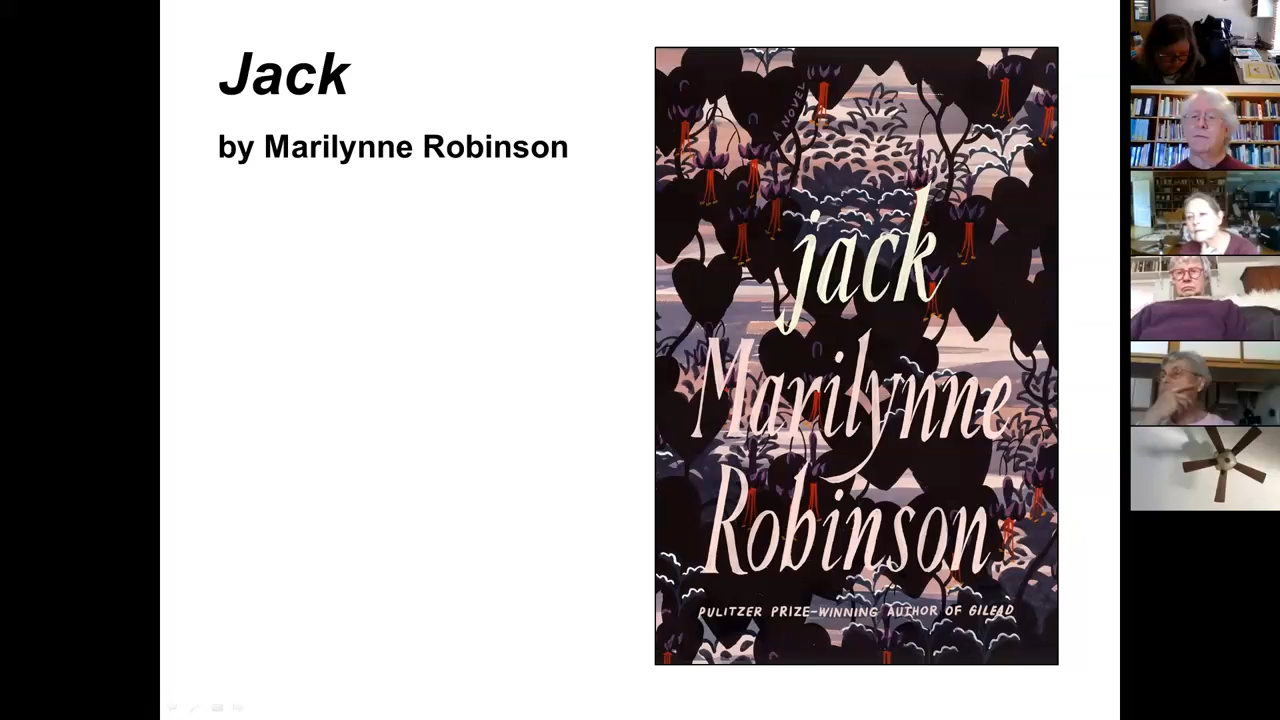 Jack
by Marilynne Robinson
A NOVEL
jack
Marilynne
Robinson
PULITZER PRIZE-WINNING AUTHOR OF GILEAD